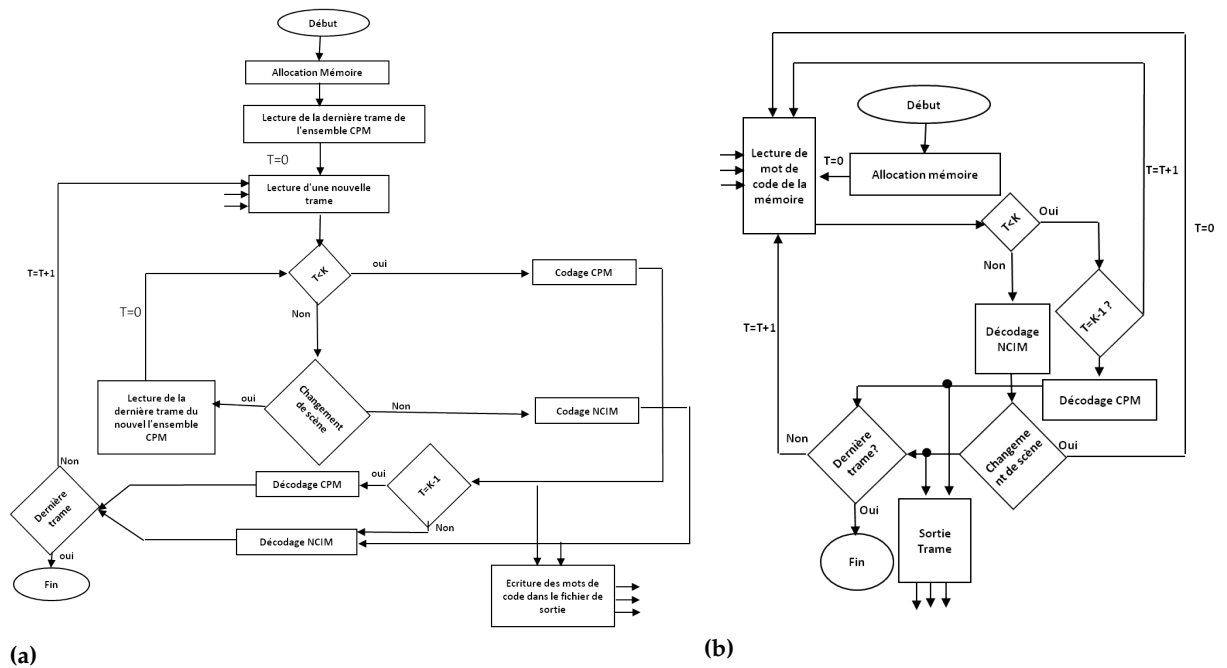 Début
Allocation Mémoire
Lecture de la dernière trame de
l'ensemble CPM
T=0
Lecture d'une nouvelle
trame
T=T+1
T<K
oui
Codage CPM
Non
T=0
Lecture de la
dernière trame du
nouvel l'ensemble
CPM
oui
Changement
de scène
Non
Codage NCIM
Non
Dernière
trame
oui
Fin
Décodage CPM
oui
T=K-1
Non
Décodage NCIM
Ecriture des mots de
code dans le fichier de
sortie
(a)
Début
Lecture de
mot de
code de la
mémoire
T=0
Allocation mémoire
T=T+1
T=0
T<K
Oui
Non
T=K-1 ?
T=T+1
Décodage
NCIM
Décodage CPM
Non
Dernière
trame?
Changeme
nt de scène
Oui
Oui
Fin
Sortie
Trame
(b)